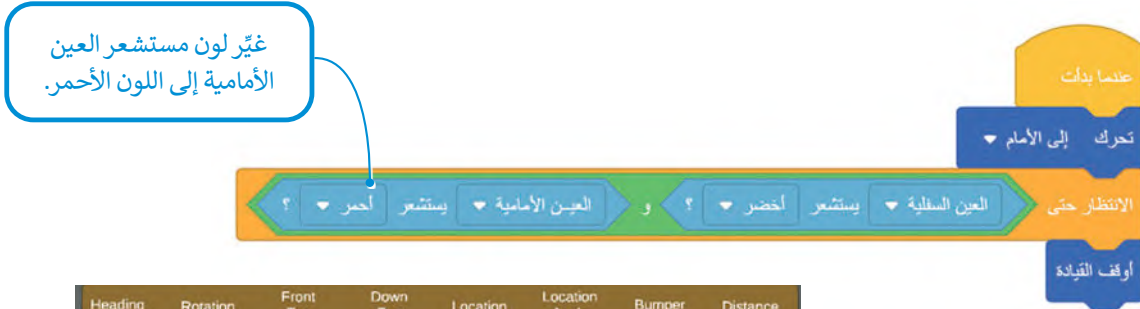 غيِّر لون مستشعر العين
الأمامية إلى اللون الأحمر.
عندما بدأت
تحرك إلى الأمام
الانتظار حتى العين السفلية يستشعر أخضر ؟ و العيــن الأمامية يستشعر أحمر ؟
أوقف القيادة
Heading Rotation Front Down Location Location Bumper Distance